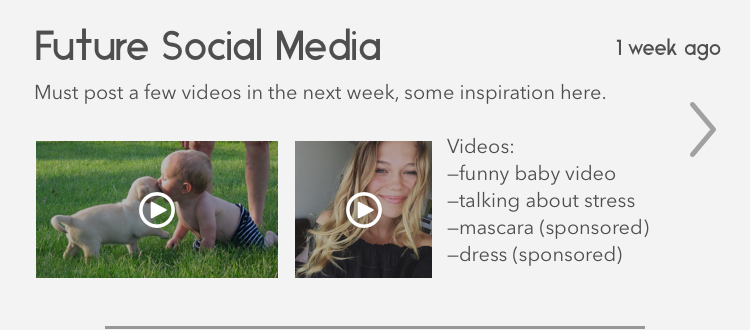 Future Social Media
1 week ago
Must post a few videos in the next week, some inspiration here.
Videos:
–funny baby video
–talking about stress
–mascara (sponsored)
–dress (sponsored)